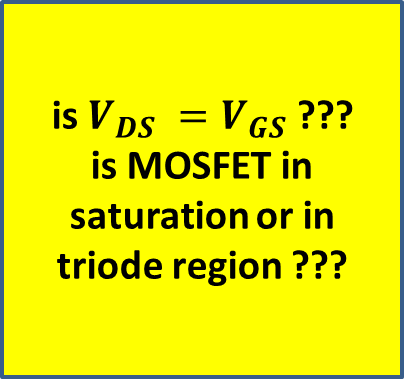 is V_DS = V_GS ???
is MOSFET in
saturation or in
triode region ???